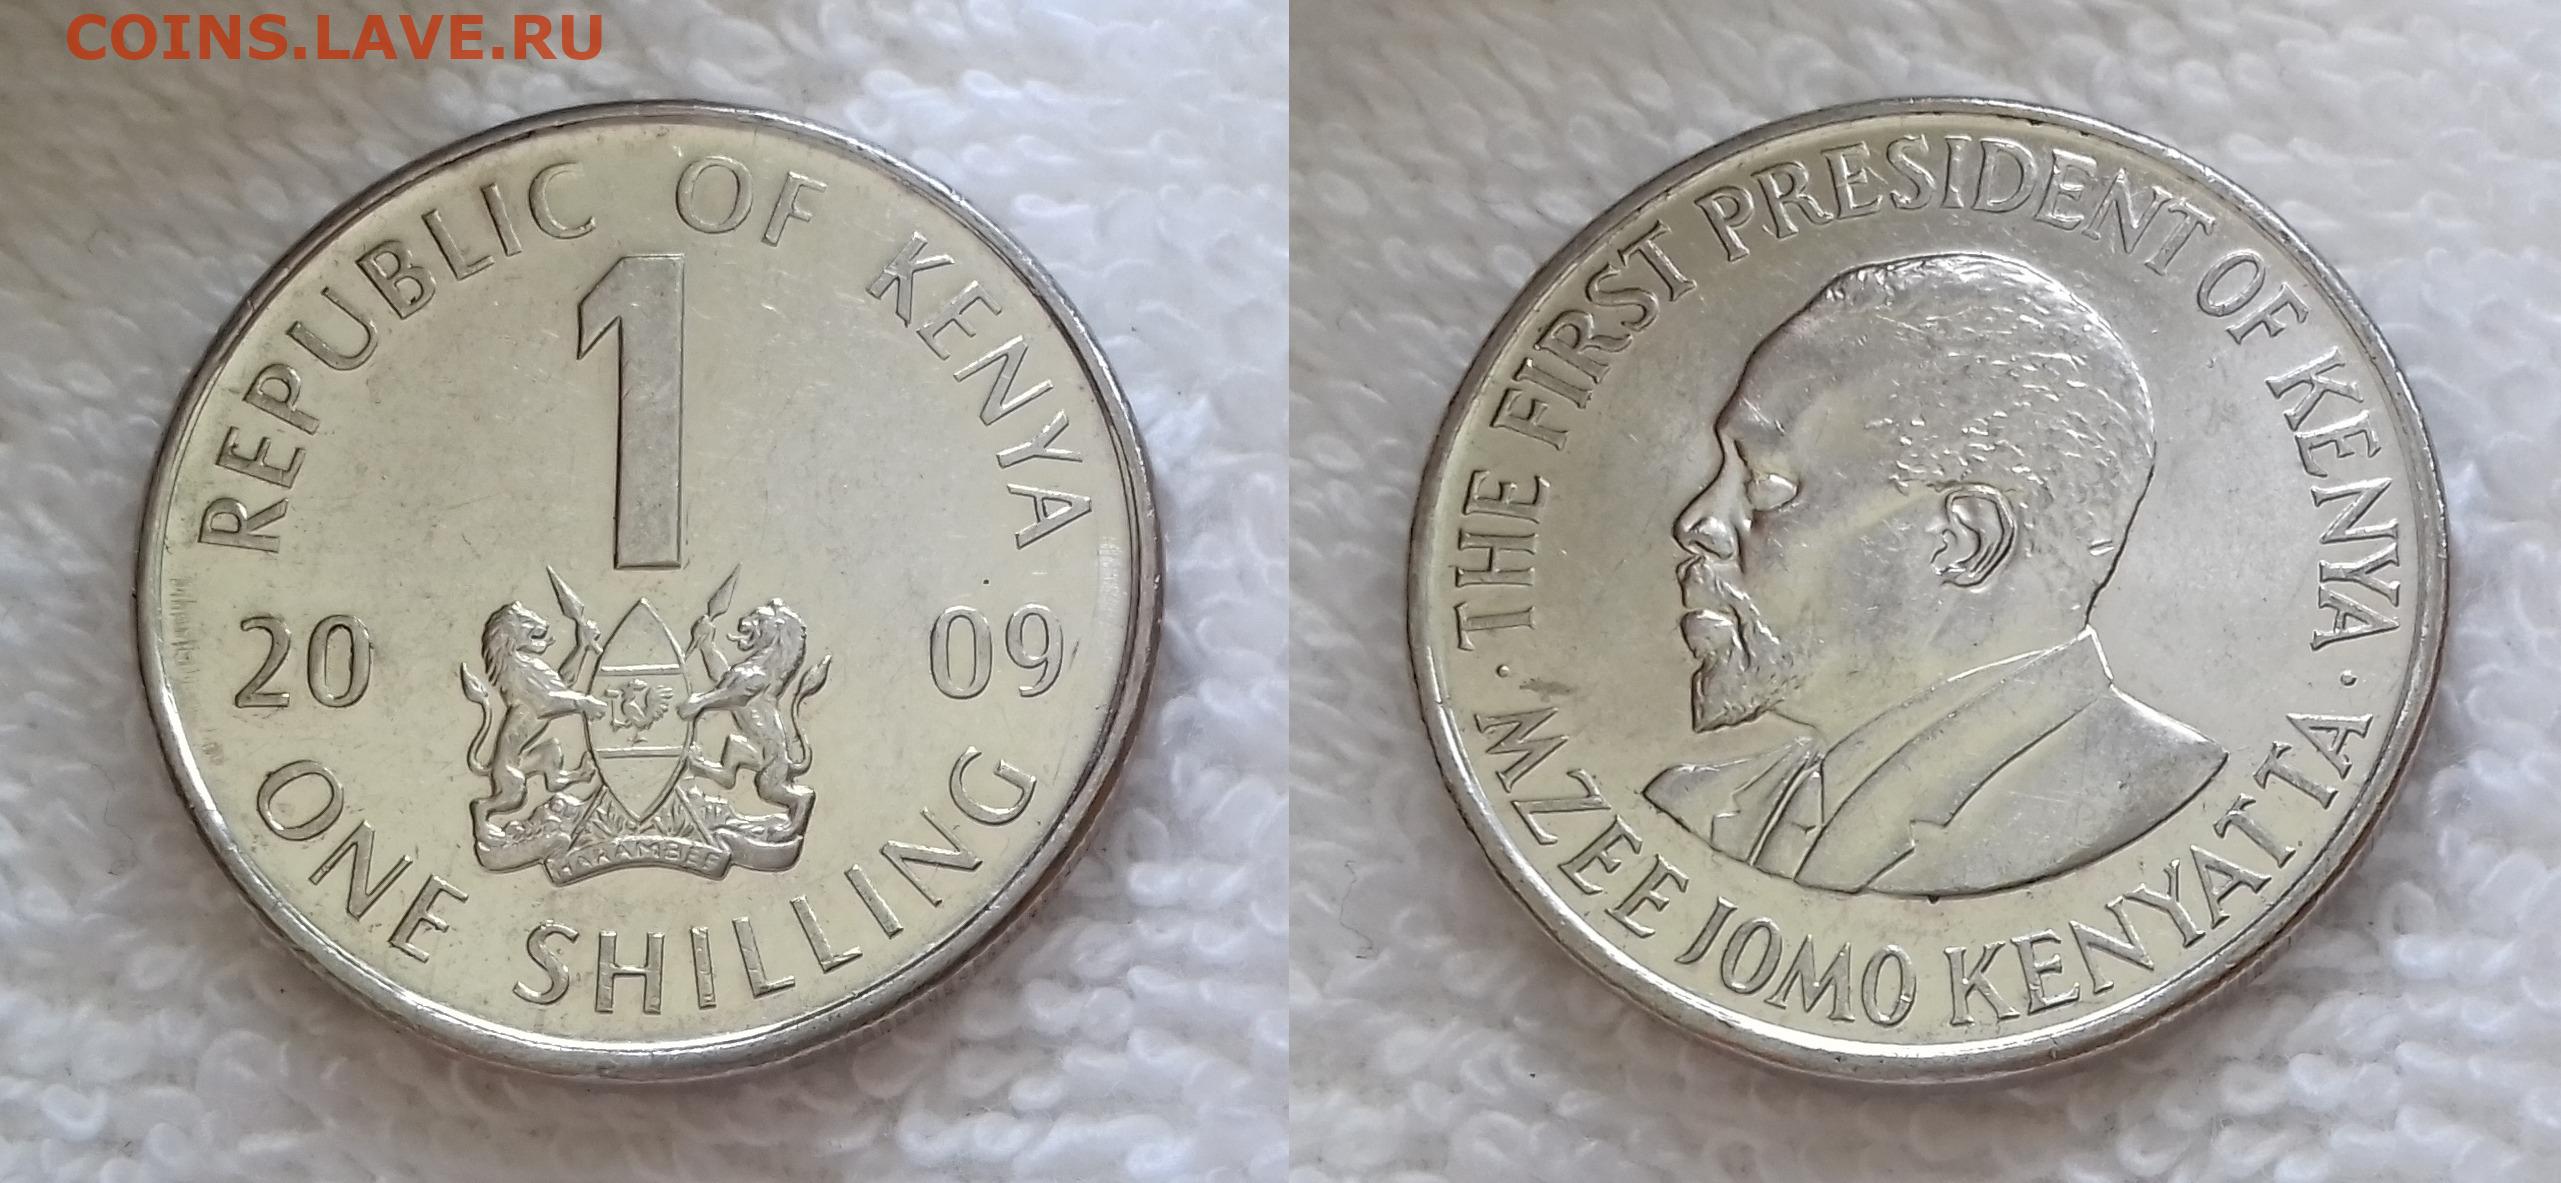 COINS.LAVE.RU
REPUBLIC OF KENYA
1
20 09
HARAMBEE
ONE SHILLING
· THE FIRST PRESIDENT OF KENYA ·
MZEE JOMO KENYATTA